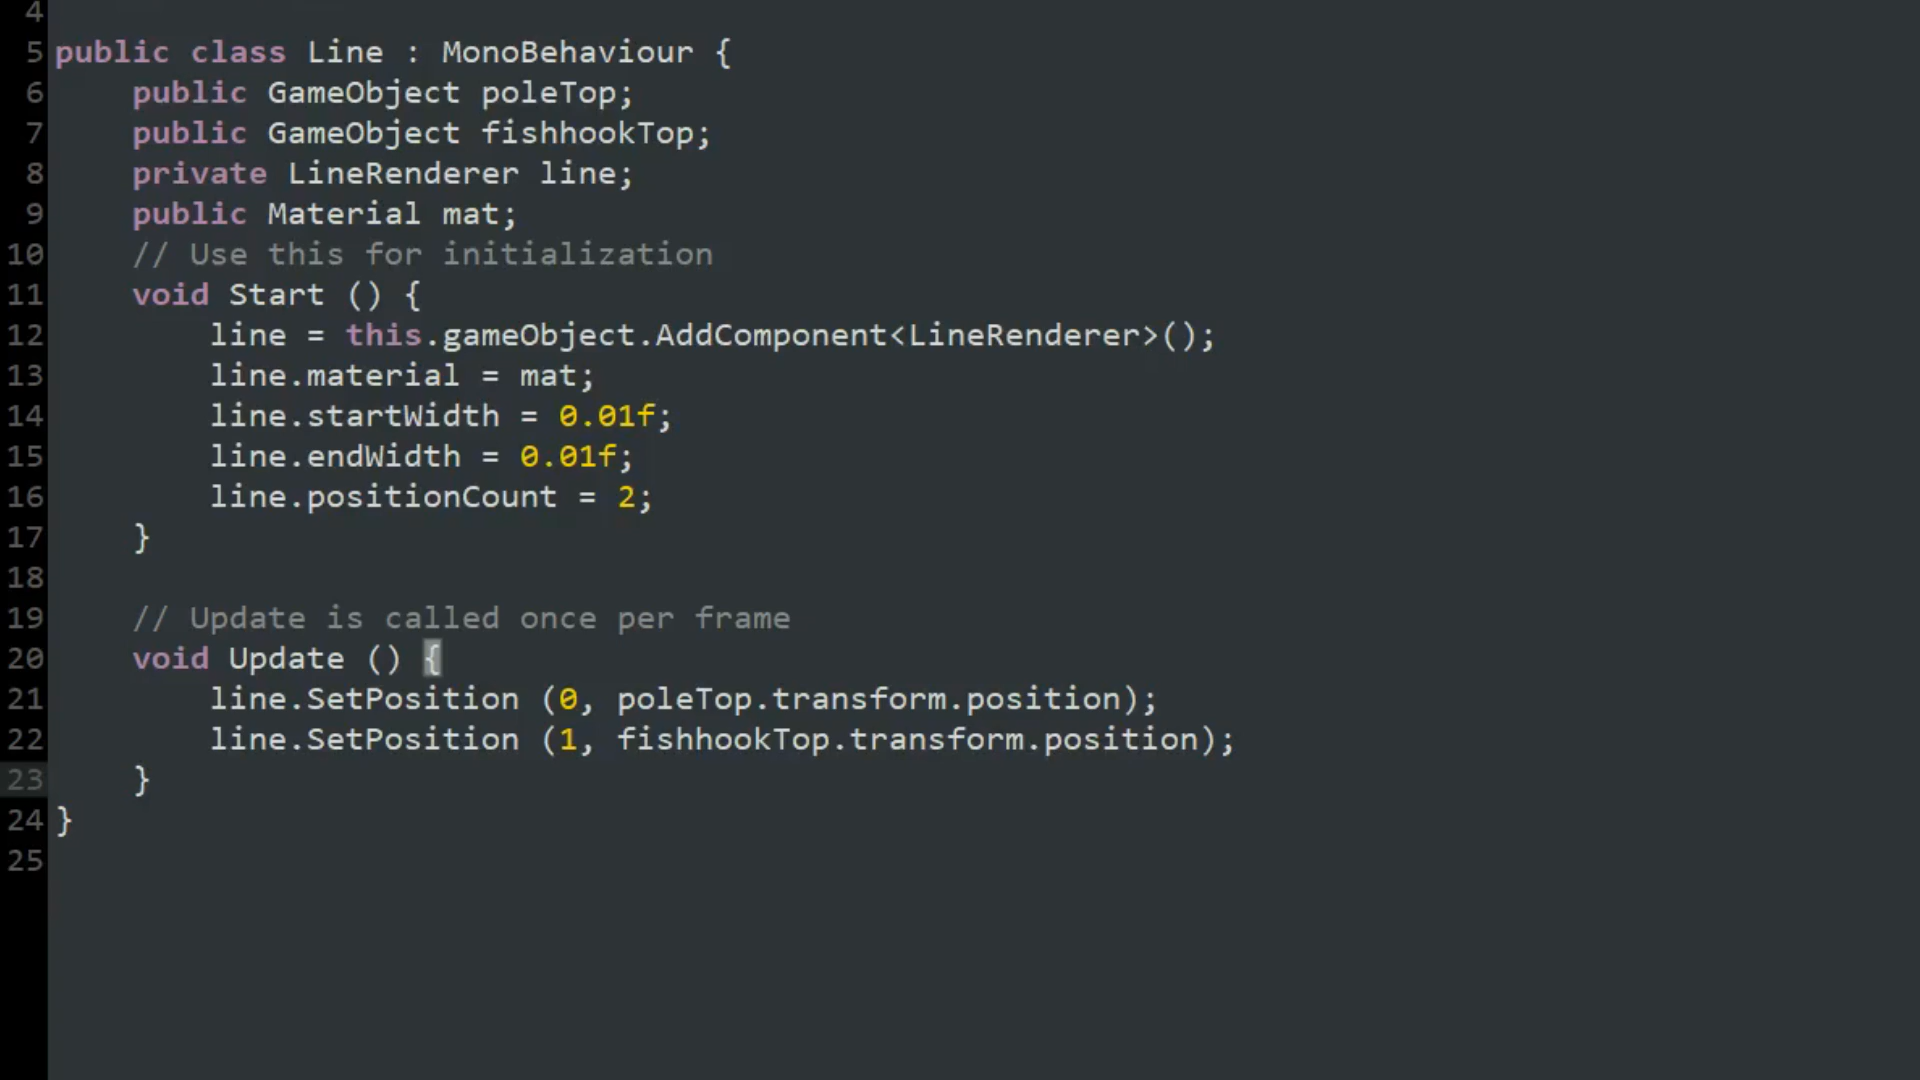 4
5 public class Line : MonoBehaviour {
6     public GameObject poleTop;
7     public GameObject fishhookTop;
8     private LineRenderer line;
9     public Material mat;
10     // Use this for initialization
11     void Start () {
12         line = this.gameObject.AddComponent<LineRenderer>();
13         line.material = mat;
14         line.startWidth = 0.01f;
15         line.endWidth = 0.01f;
16         line.positionCount = 2;
17     }
18
19     // Update is called once per frame
20     void Update () {
21         line.SetPosition (0, poleTop.transform.position);
22         line.SetPosition (1, fishhookTop.transform.position);
23     }
24 }
25